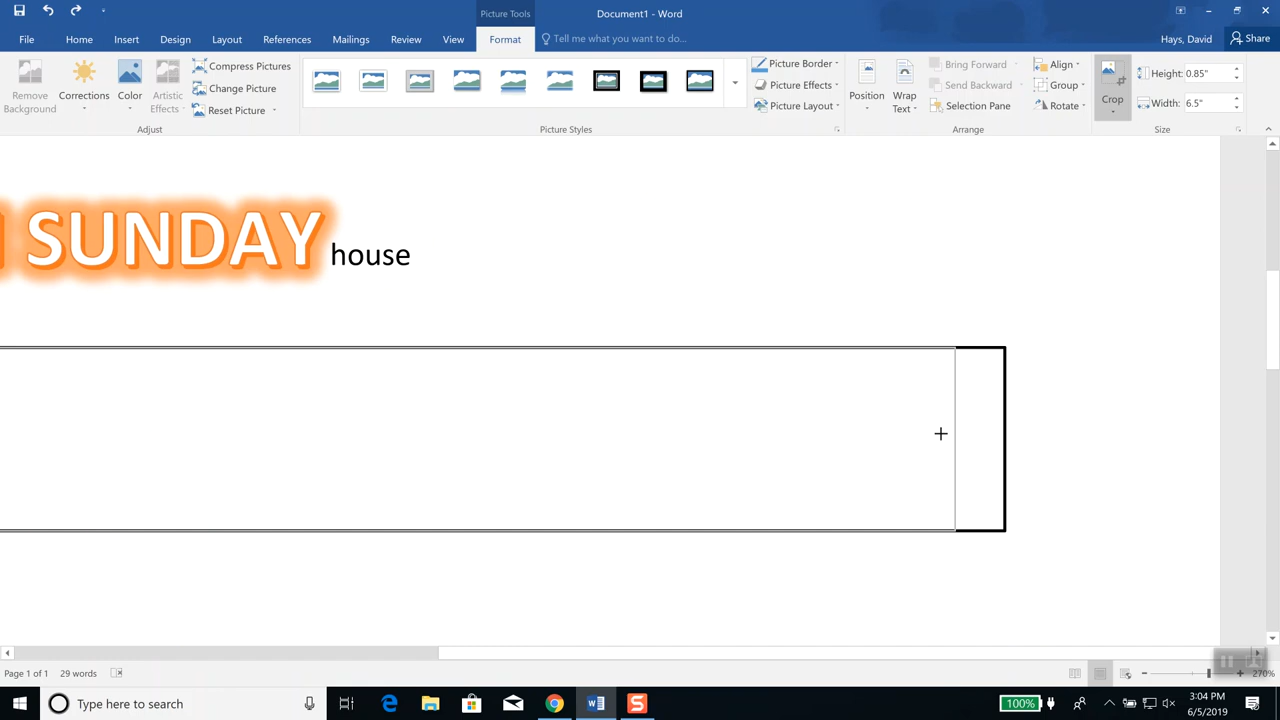 Picture Tools
Document1 - Word
File
Home
Insert
Design
Layout
References
Mailings
Review
View
Format
Tell me what you want to do...
Hays, David
Share
Remove Background
Corrections
Color
Artistic Effects
Compress Pictures
Change Picture
Reset Picture
Adjust
Picture Styles
Picture Border
Picture Effects
Picture Layout
Position
Wrap Text
Bring Forward
Send Backward
Selection Pane
Align
Group
Rotate
Arrange
Crop
Height: 0.85"
Width: 6.5"
Size
SUNDAY house
Page 1 of 1
29 words
270%
Type here to search
100%
3:04 PM
6/5/2019